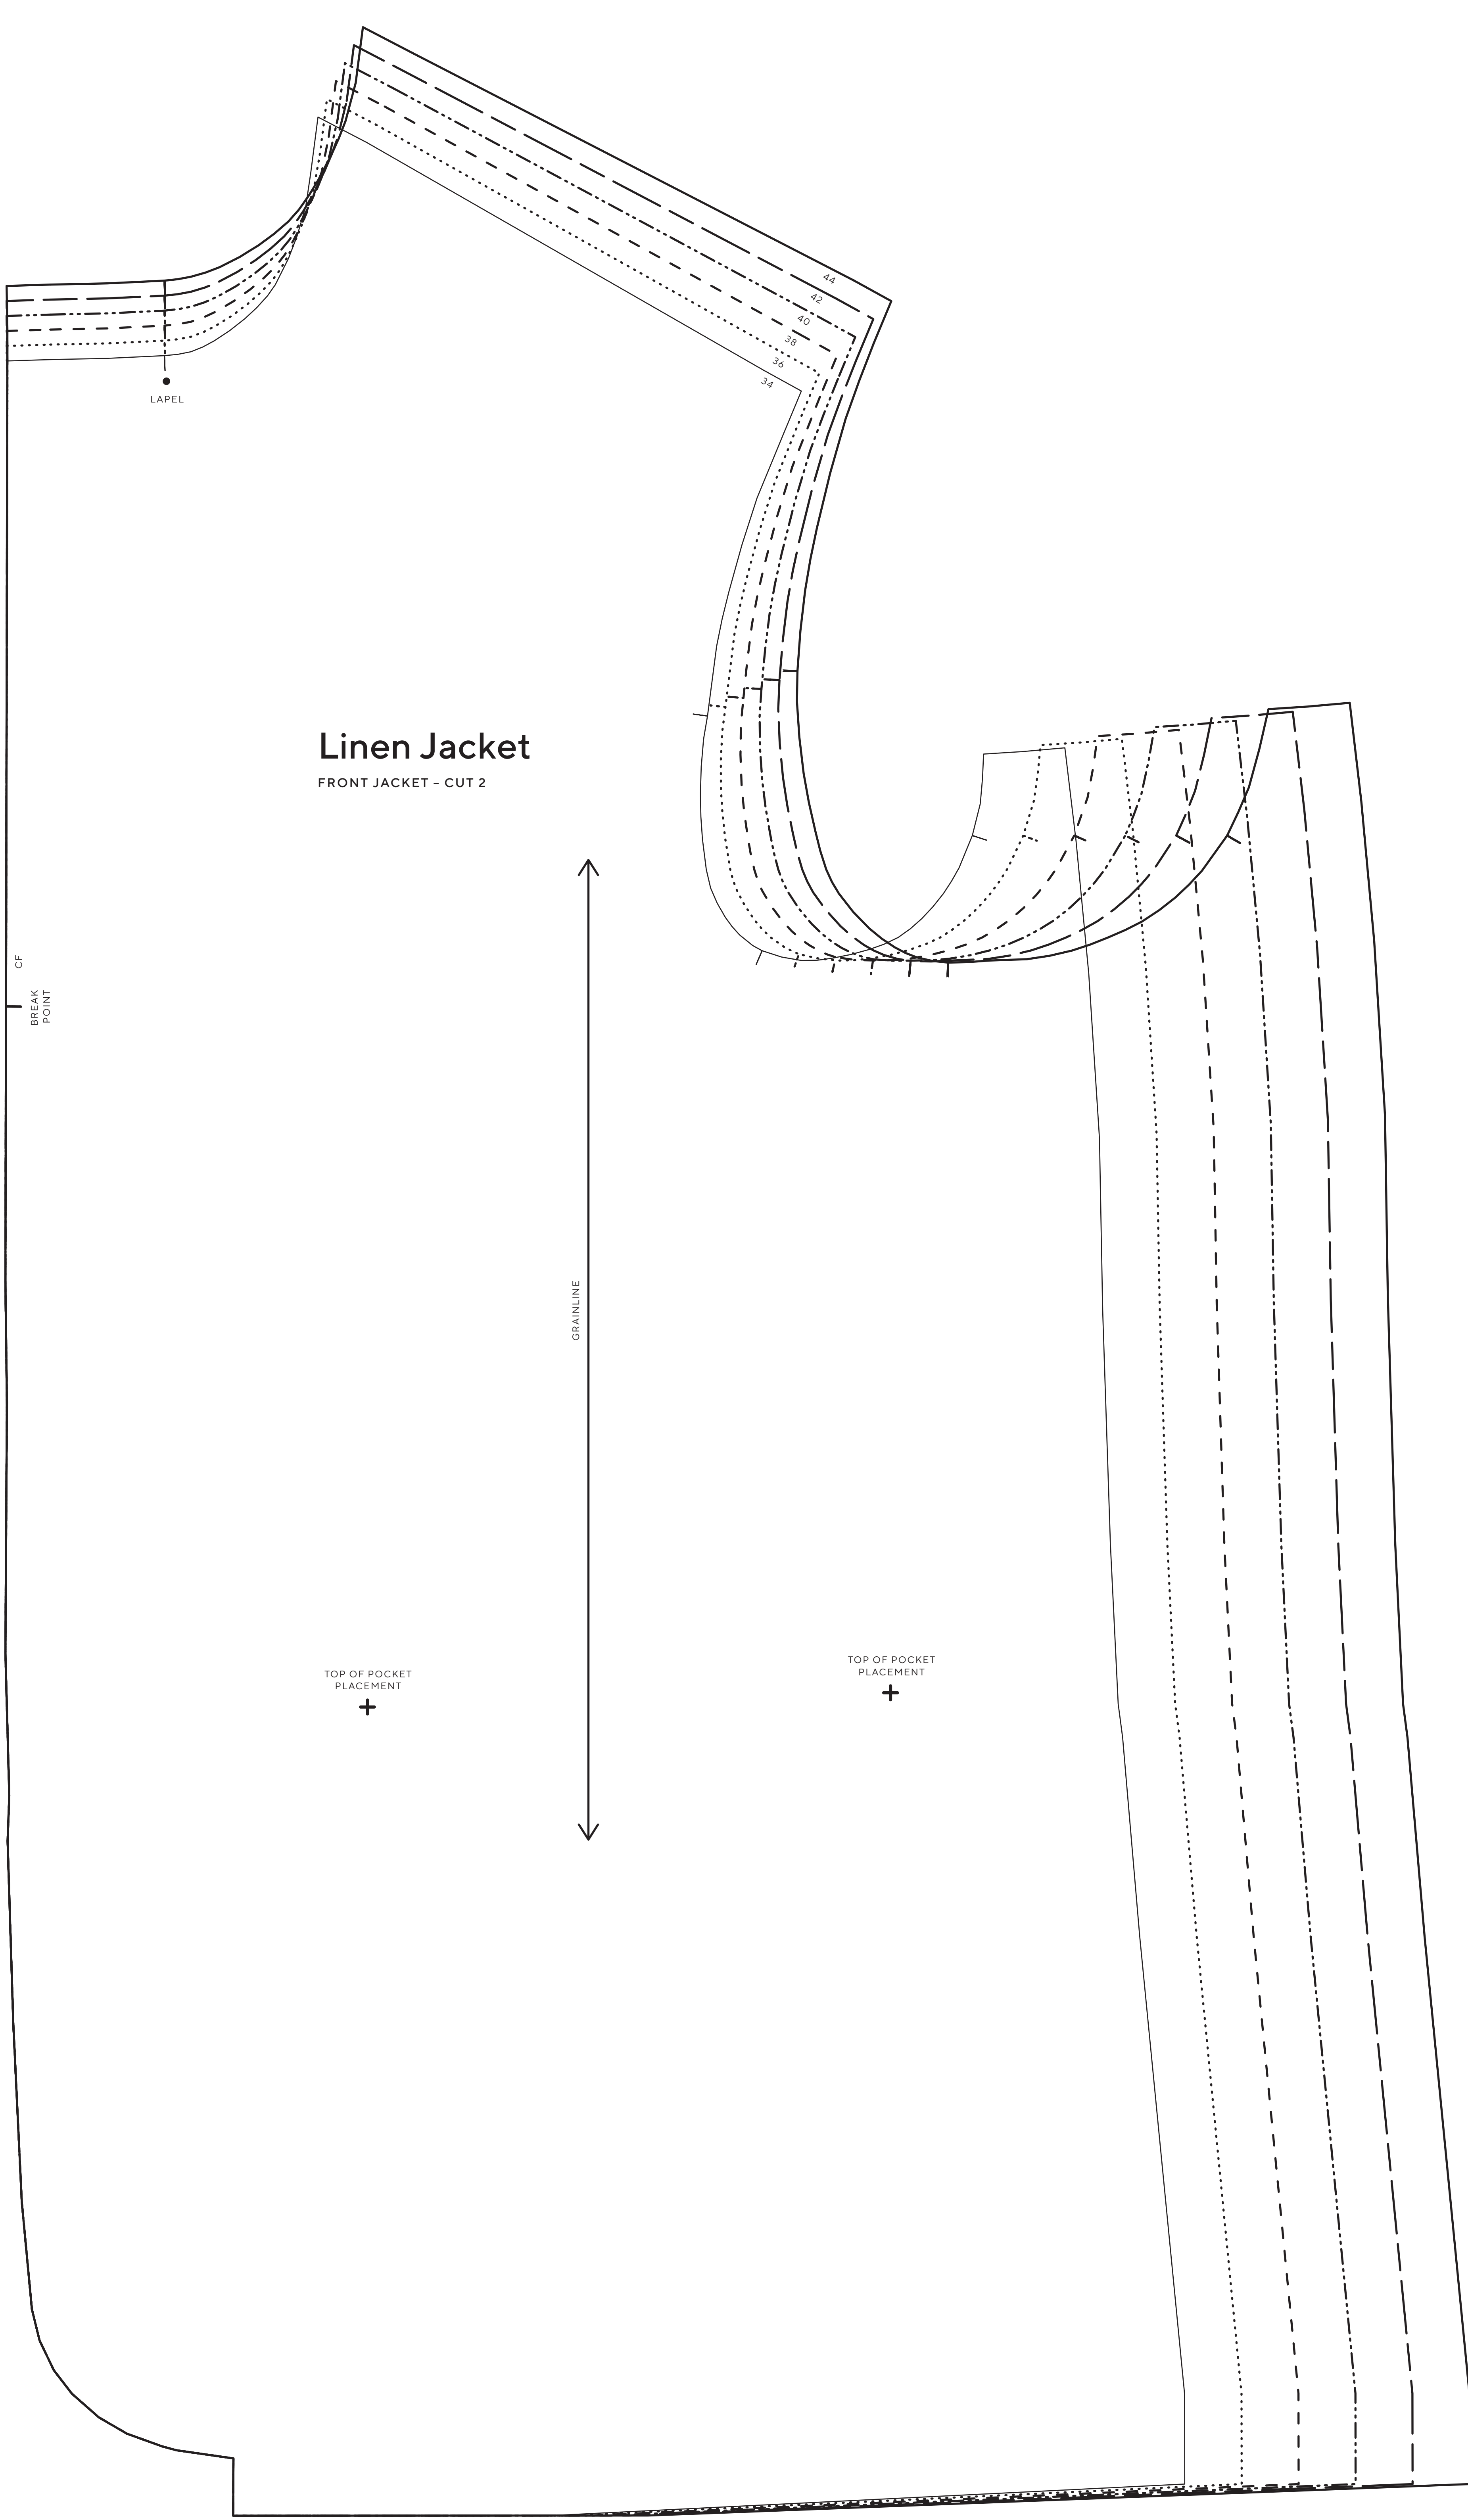 44
42
40
38
36
34
LAPEL
Linen Jacket
FRONT JACKET – CUT 2
CF
BREAK
POINT
GRAINLINE
TOP OF POCKET
PLACEMENT
TOP OF POCKET
PLACEMENT